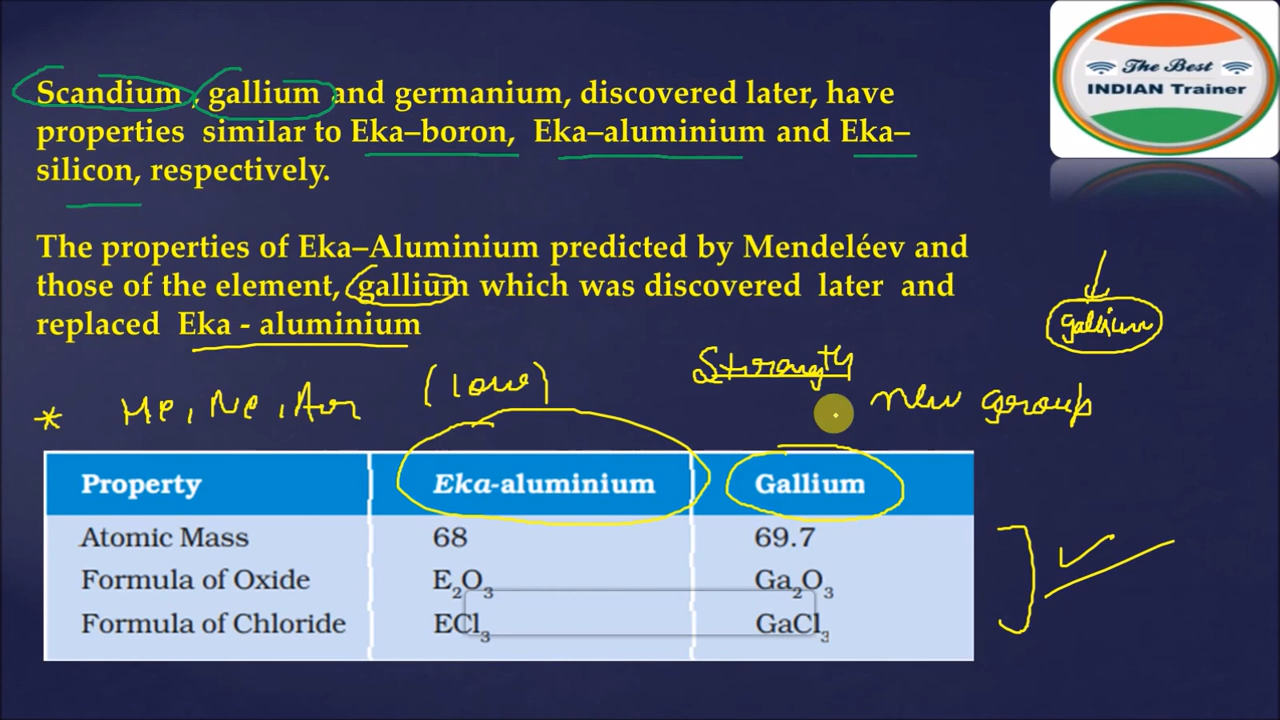 The Best
INDIAN Trainer
Scandium , gallium and germanium, discovered later, have
properties similar to Eka–boron, Eka–aluminium and Eka–
silicon, respectively.
The properties of Eka–Aluminium predicted by Mendeléev and
those of the element, gallium which was discovered later and
replaced Eka - aluminium
gallium
Strength
* He, Ne, Ar (low) new group
Property Eka-aluminium Gallium
Atomic Mass 68 69.7
Formula of Oxide E₂O₃ Ga₂O₃
Formula of Chloride ECl₃ GaCl₃